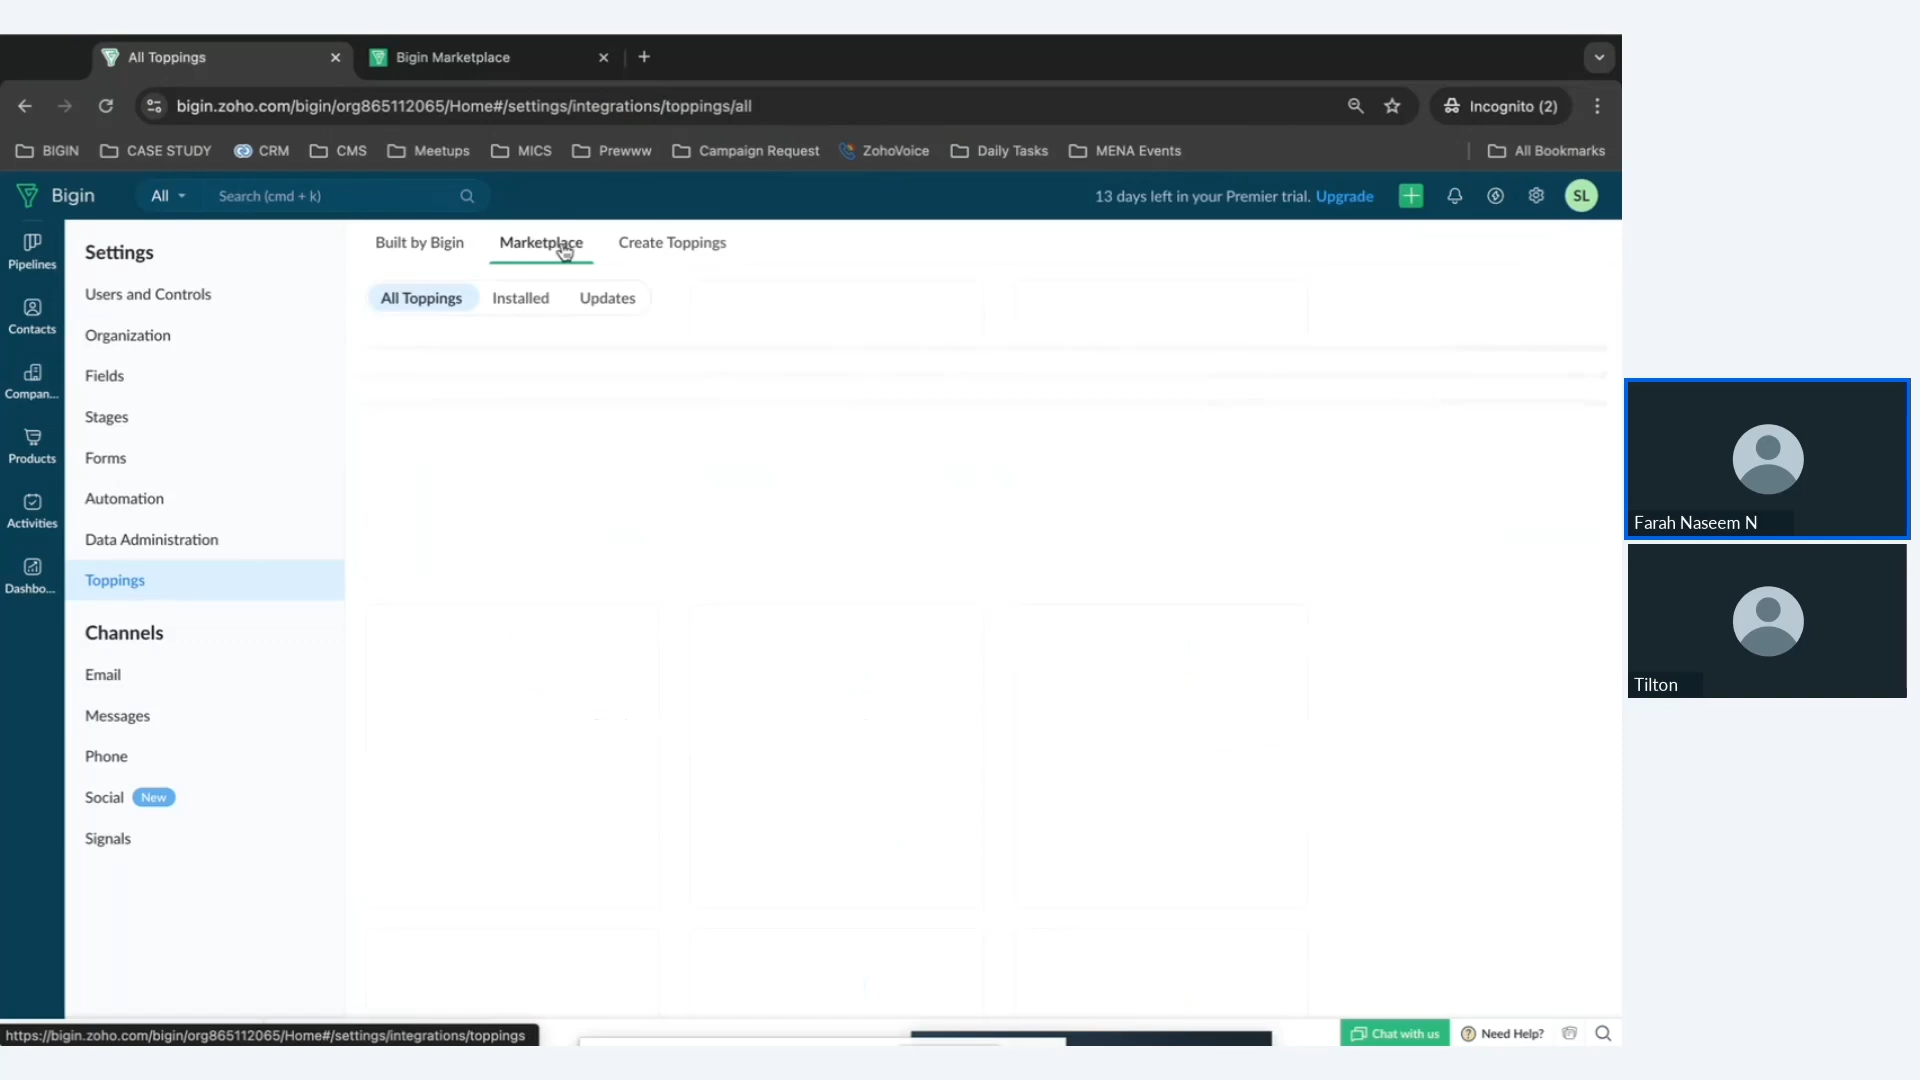 All Toppings
Bigin Marketplace
bigin.zoho.com/bigin/org865112065/Home#/settings/integrations/toppings/all
Incognito (2)
BIGIN
CASE STUDY
CRM
CMS
Meetups
MICS
Prewww
Campaign Request
ZohoVoice
Daily Tasks
MENA Events
All Bookmarks
Bigin
All
Search (cmd + k)
13 days left in your Premier trial. Upgrade
SL
Pipelines
Contacts
Compan...
Products
Activities
Dashbo...
Settings
Users and Controls
Organization
Fields
Stages
Forms
Automation
Data Administration
Toppings
Channels
Email
Messages
Phone
Social New
Signals
Built by Bigin
Marketplace
Create Toppings
All Toppings
Installed
Updates
Farah Naseem N
Tilton
https://bigin.zoho.com/bigin/org865112065/Home#/settings/integrations/toppings
Chat with us
Need Help?